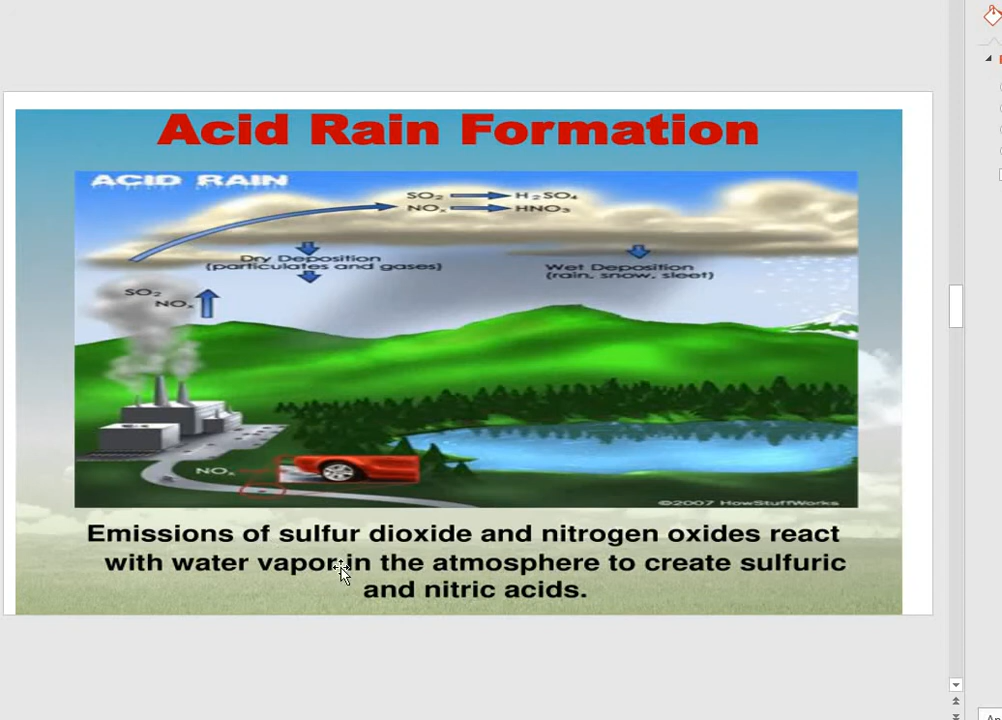 Acid Rain Formation
ACID RAIN
SO₂ H₂SO₄
NOₓ HNO₃
Dry Deposition
(particulates and gases)
Wet Deposition
(rain, snow, sleet)
SO₂
NOₓ
NOₓ
©2007 HowStuffWorks
Emissions of sulfur dioxide and nitrogen oxides react
with water vapor in the atmosphere to create sulfuric
and nitric acids.